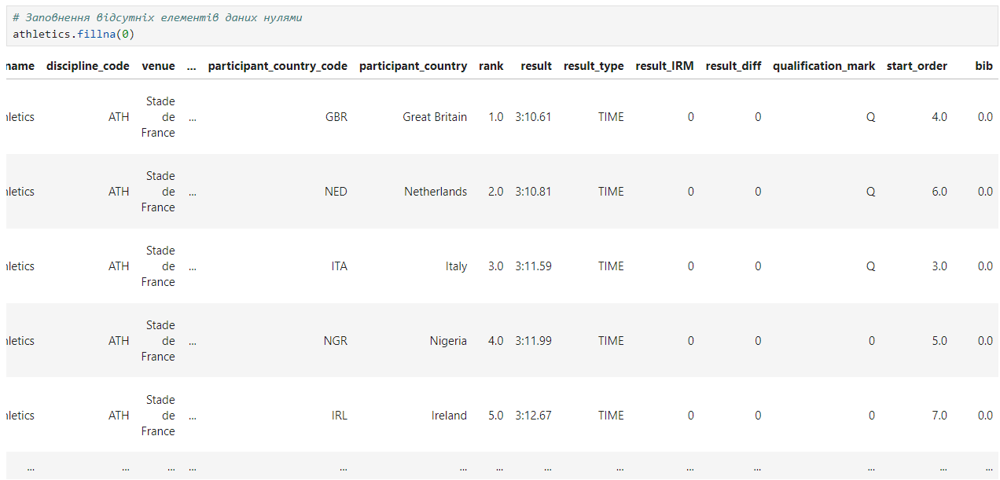 # Заповнення відсутніх елементів даних нулями
athletics.fillna(0)
name discipline_code venue ... participant_country_code participant_country rank result result_type result_IRM result_diff qualification_mark start_order bib
hletics ATH Stade de France ... GBR Great Britain 1.0 3:10.61 TIME 0 0 Q 4.0 0.0
hletics ATH Stade de France ... NED Netherlands 2.0 3:10.81 TIME 0 0 Q 6.0 0.0
hletics ATH Stade de France ... ITA Italy 3.0 3:11.59 TIME 0 0 Q 3.0 0.0
hletics ATH Stade de France ... NGR Nigeria 4.0 3:11.99 TIME 0 0 0 5.0 0.0
hletics ATH Stade de France ... IRL Ireland 5.0 3:12.67 TIME 0 0 0 7.0 0.0
... ... ... ... ... ... ... ... ... ... ... ... ... ...